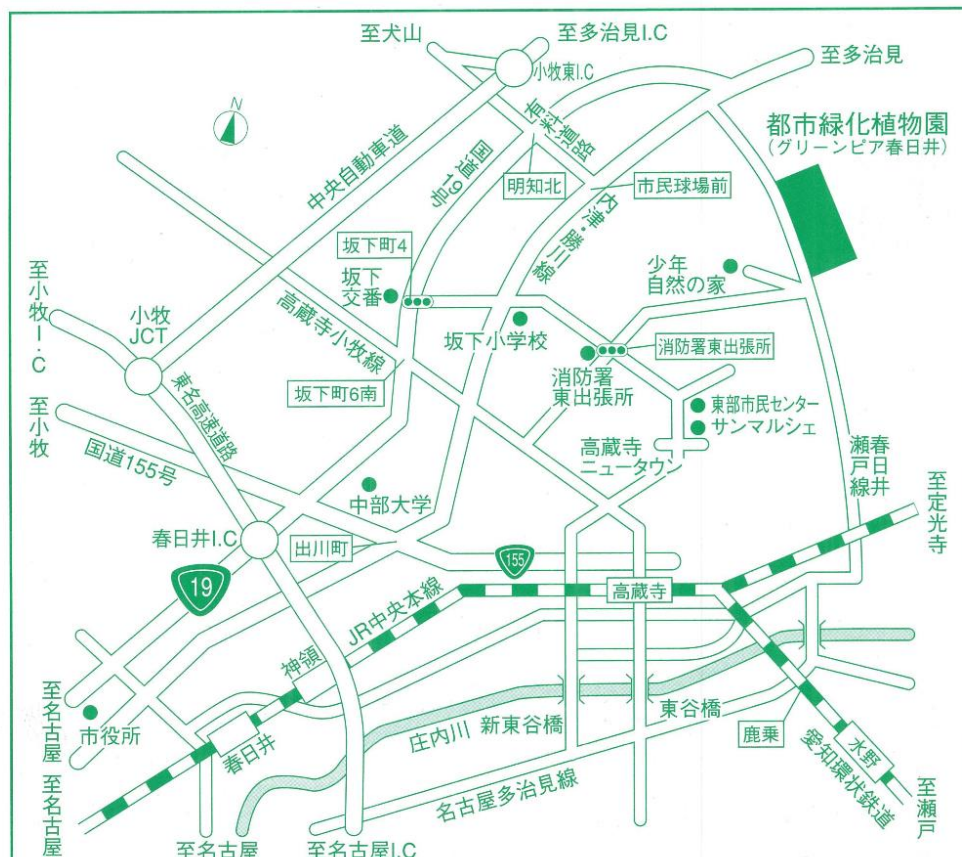 至犬山
至多治見I.C
小牧東I.C
至多治見
N
有料道路
都市緑化植物園
(グリーンピア春日井)
中央自動車道
国道19号
明知北
市民球場前
内津・勝川線
坂下町4
坂下
交番
少年
自然の家
至小牧I.C
小牧
JCT
高蔵寺小牧線
坂下小学校
消防署東出張所
消防署
東出張所
坂下町6南
東名高速道路
東部市民センター
サンマルシェ
至小牧
国道155号
高蔵寺
ニュータウン
春日井
瀬戸線
中部大学
至定光寺
春日井I.C
出川町
155
19
JR中央本線
高蔵寺
神領
至名古屋
市役所
春日井
庄内川
新東谷橋
東谷橋
鹿乗
水野
愛知環状鉄道
名古屋多治見線
至瀬戸
至名古屋
至名古屋
至名古屋I.C